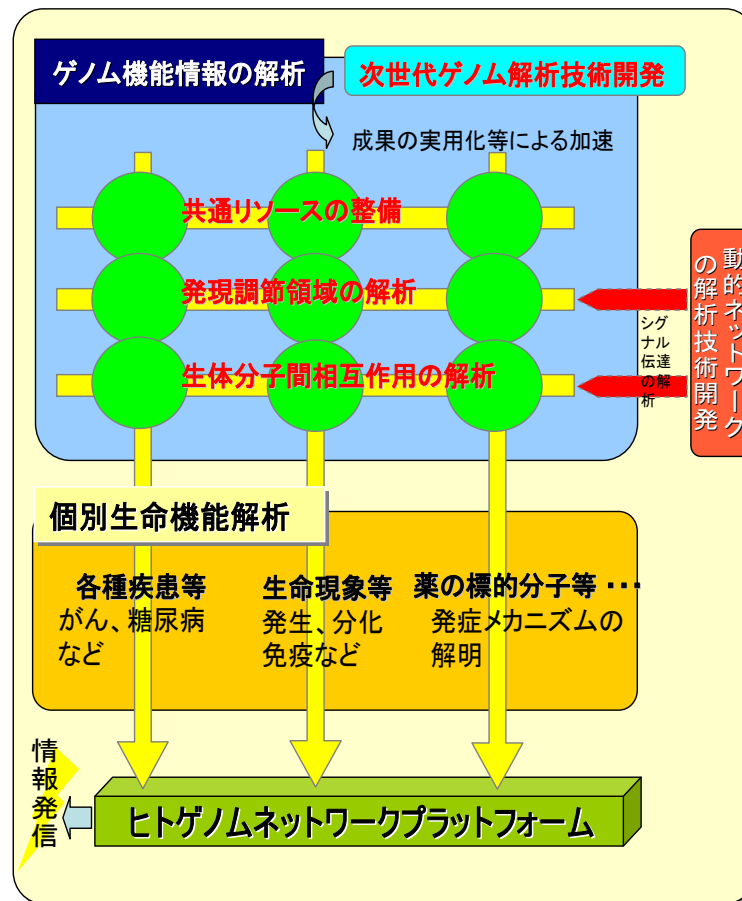 ゲノム機能情報の解析
次世代ゲノム解析技術開発
成果の実用化等による加速
共通リソースの整備
発現調節領域の解析
生体分子間相互作用の解析
シグ
ナル
伝達
の解
析
動的ネットワーク
の解析技術開発
個別生命機能解析
各種疾患等
がん、糖尿病
など
生命現象等
発生、分化
免疫など
薬の標的分子等・・・
発症メカニズムの
解明
情報発信
ヒトゲノムネットワークプラットフォーム